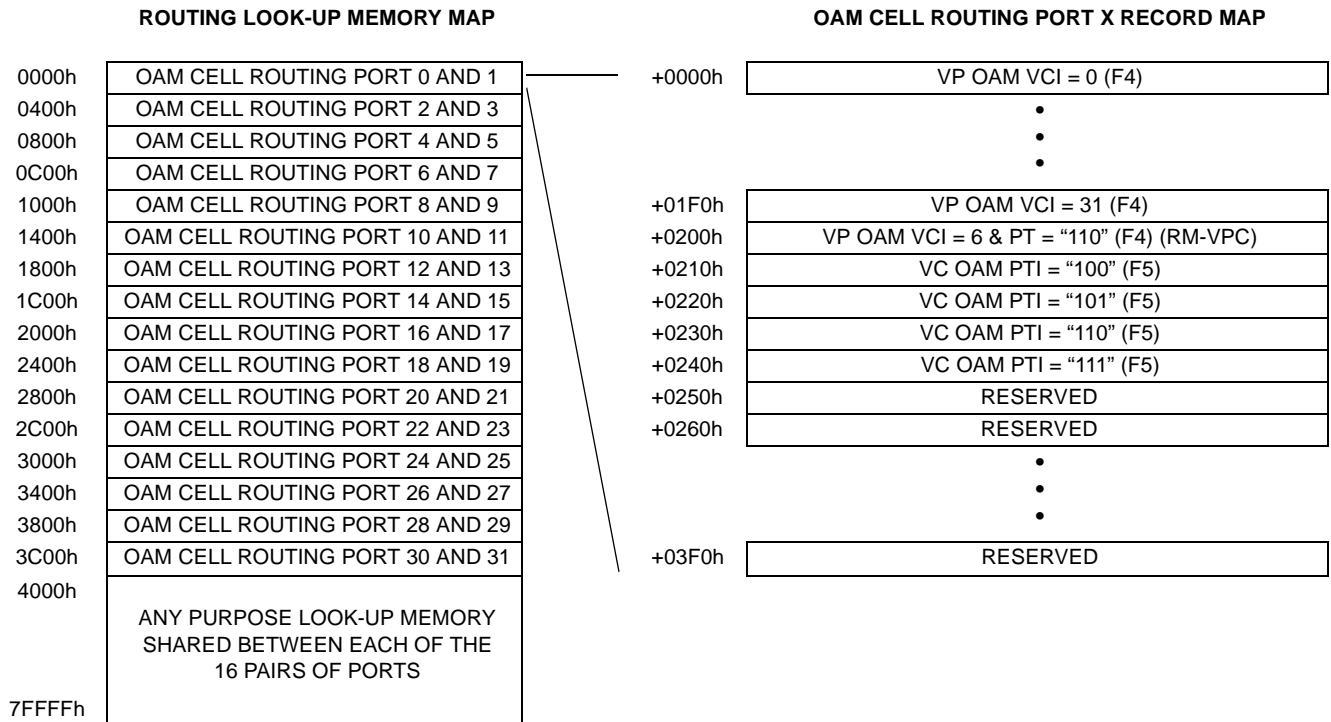 ROUTING LOOK-UP MEMORY MAP
OAM CELL ROUTING PORT X RECORD MAP
0000h OAM CELL ROUTING PORT 0 AND 1
0400h OAM CELL ROUTING PORT 2 AND 3
0800h OAM CELL ROUTING PORT 4 AND 5
0C00h OAM CELL ROUTING PORT 6 AND 7
1000h OAM CELL ROUTING PORT 8 AND 9
1400h OAM CELL ROUTING PORT 10 AND 11
1800h OAM CELL ROUTING PORT 12 AND 13
1C00h OAM CELL ROUTING PORT 14 AND 15
2000h OAM CELL ROUTING PORT 16 AND 17
2400h OAM CELL ROUTING PORT 18 AND 19
2800h OAM CELL ROUTING PORT 20 AND 21
2C00h OAM CELL ROUTING PORT 22 AND 23
3000h OAM CELL ROUTING PORT 24 AND 25
3400h OAM CELL ROUTING PORT 26 AND 27
3800h OAM CELL ROUTING PORT 28 AND 29
3C00h OAM CELL ROUTING PORT 30 AND 31
4000h
ANY PURPOSE LOOK-UP MEMORY
SHARED BETWEEN EACH OF THE
16 PAIRS OF PORTS
7FFFFh
+0000h VP OAM VCI = 0 (F4)
•
•
•
+01F0h VP OAM VCI = 31 (F4)
+0200h VP OAM VCI = 6 & PT = “110” (F4) (RM-VPC)
+0210h VC OAM PTI = “100” (F5)
+0220h VC OAM PTI = “101” (F5)
+0230h VC OAM PTI = “110” (F5)
+0240h VC OAM PTI = “111” (F5)
+0250h RESERVED
+0260h RESERVED
•
•
•
+03F0h RESERVED